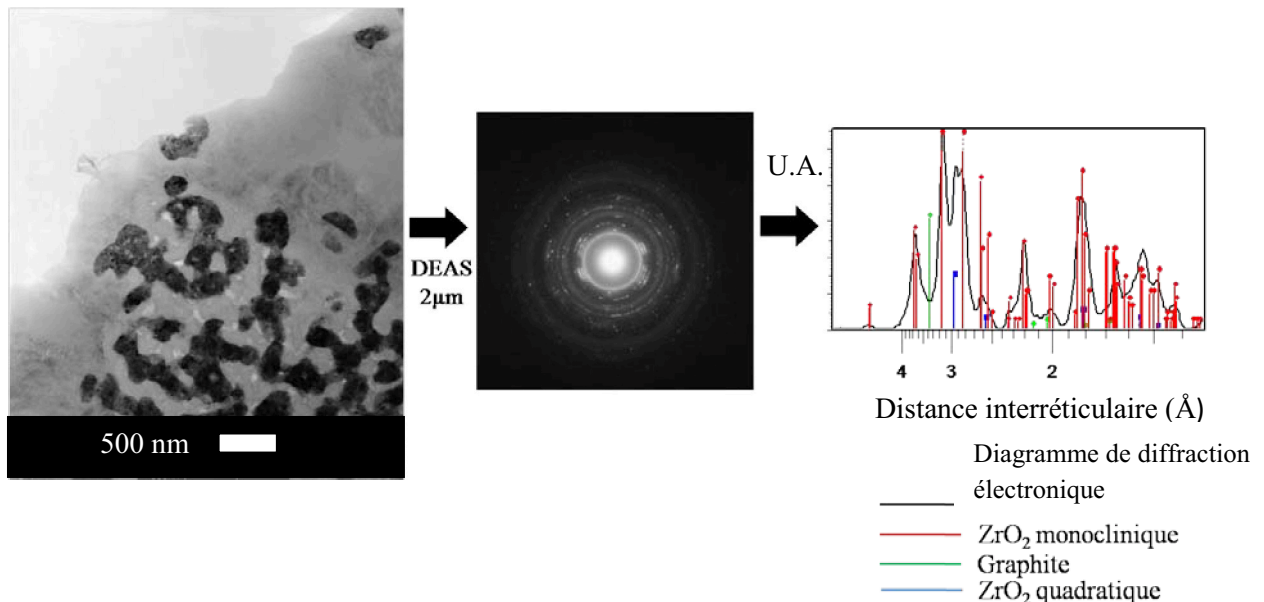 500 nm
DEAS
2µm
U.A.
4 3 2
Distance interréticulaire (Å)
Diagramme de diffraction
électronique
ZrO₂ monoclinique
Graphite
ZrO₂ quadratique